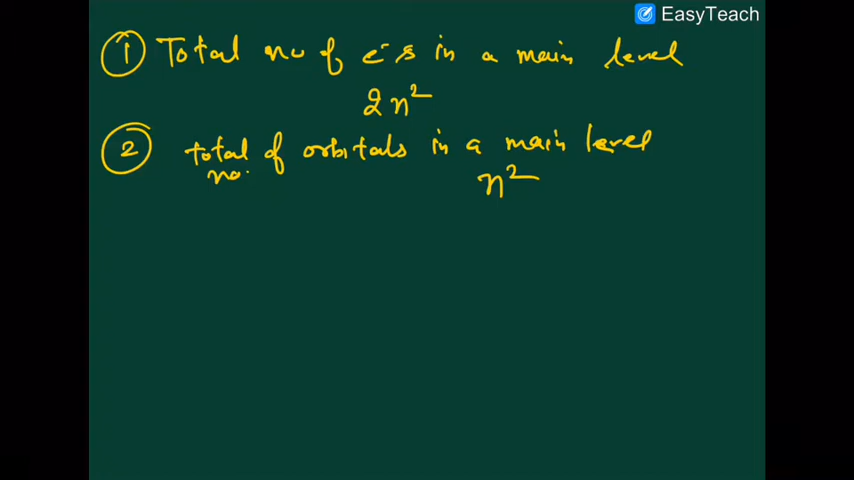 EasyTeach
① Total no of e⁻s in a main level
2n²
② total no. of orbitals in a main level
n²